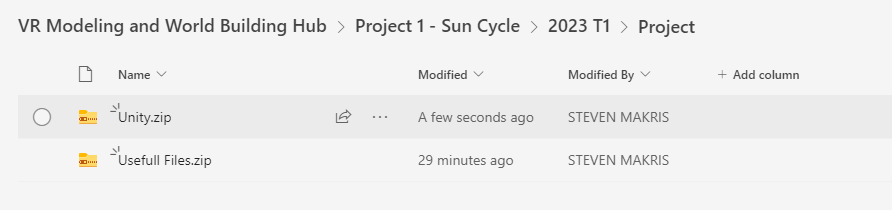 VR Modeling and World Building Hub > Project 1 - Sun Cycle > 2023 T1 > Project
Name Modified Modified By + Add column
Unity.zip A few seconds ago STEVEN MAKRIS
Usefull Files.zip 29 minutes ago STEVEN MAKRIS